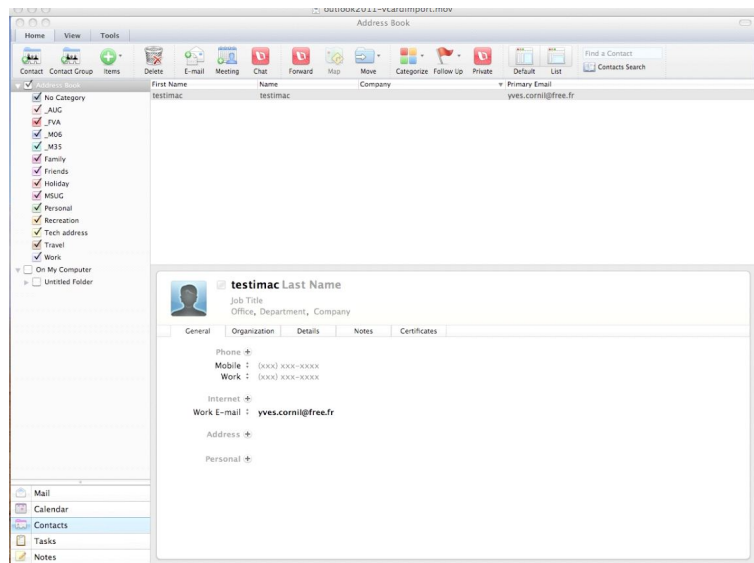 outlook2011-vcardimport.mov
Address Book
Home View Tools
Contact Contact Group Items Delete E-mail Meeting Chat Forward Map Move Categorize Follow Up Private Default List
Find a Contact
Contacts Search
Address Book
No Category
_AUG
_FVA
_M06
_M35
Family
Friends
Holiday
MSUG
Personal
Recreation
Tech address
Travel
Work
On My Computer
Untitled Folder
First Name Name Company Primary Email
testimac testimac yves.cornil@free.fr
testimac Last Name
Job Title
Office, Department, Company
General Organization Details Notes Certificates
Phone
Mobile : (xxx) xxx-xxxx
Work : (xxx) xxx-xxxx
Internet
Work E-mail : yves.cornil@free.fr
Address
Personal
Mail
Calendar
Contacts
Tasks
Notes